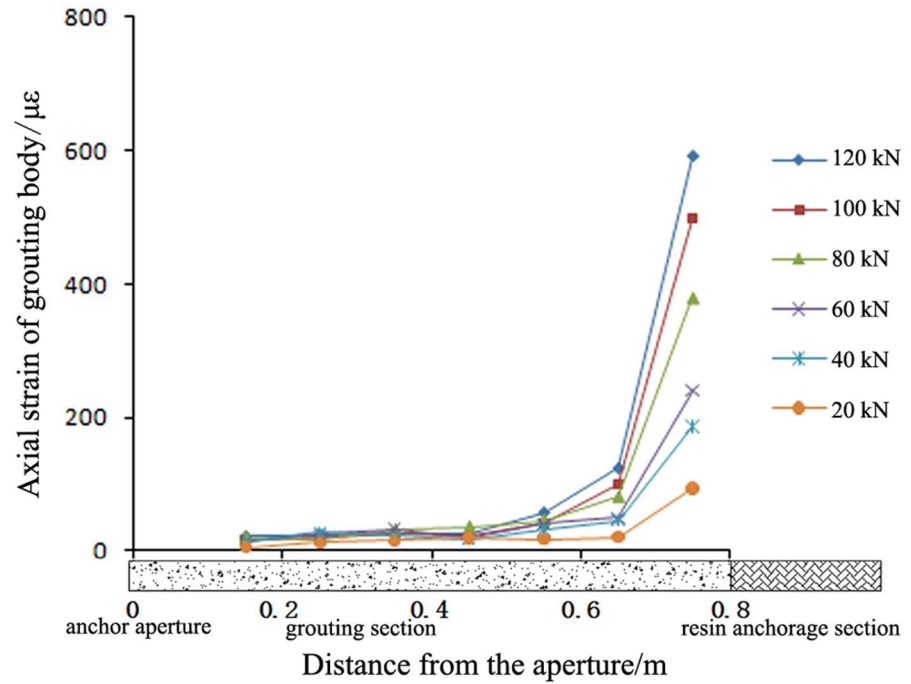 800
600
400
200
0
Axial strain of grouting body/με
120 kN
100 kN
80 kN
60 kN
40 kN
20 kN
0 0.2 0.4 0.6 0.8
anchor aperture grouting section resin anchorage section
Distance from the aperture/m